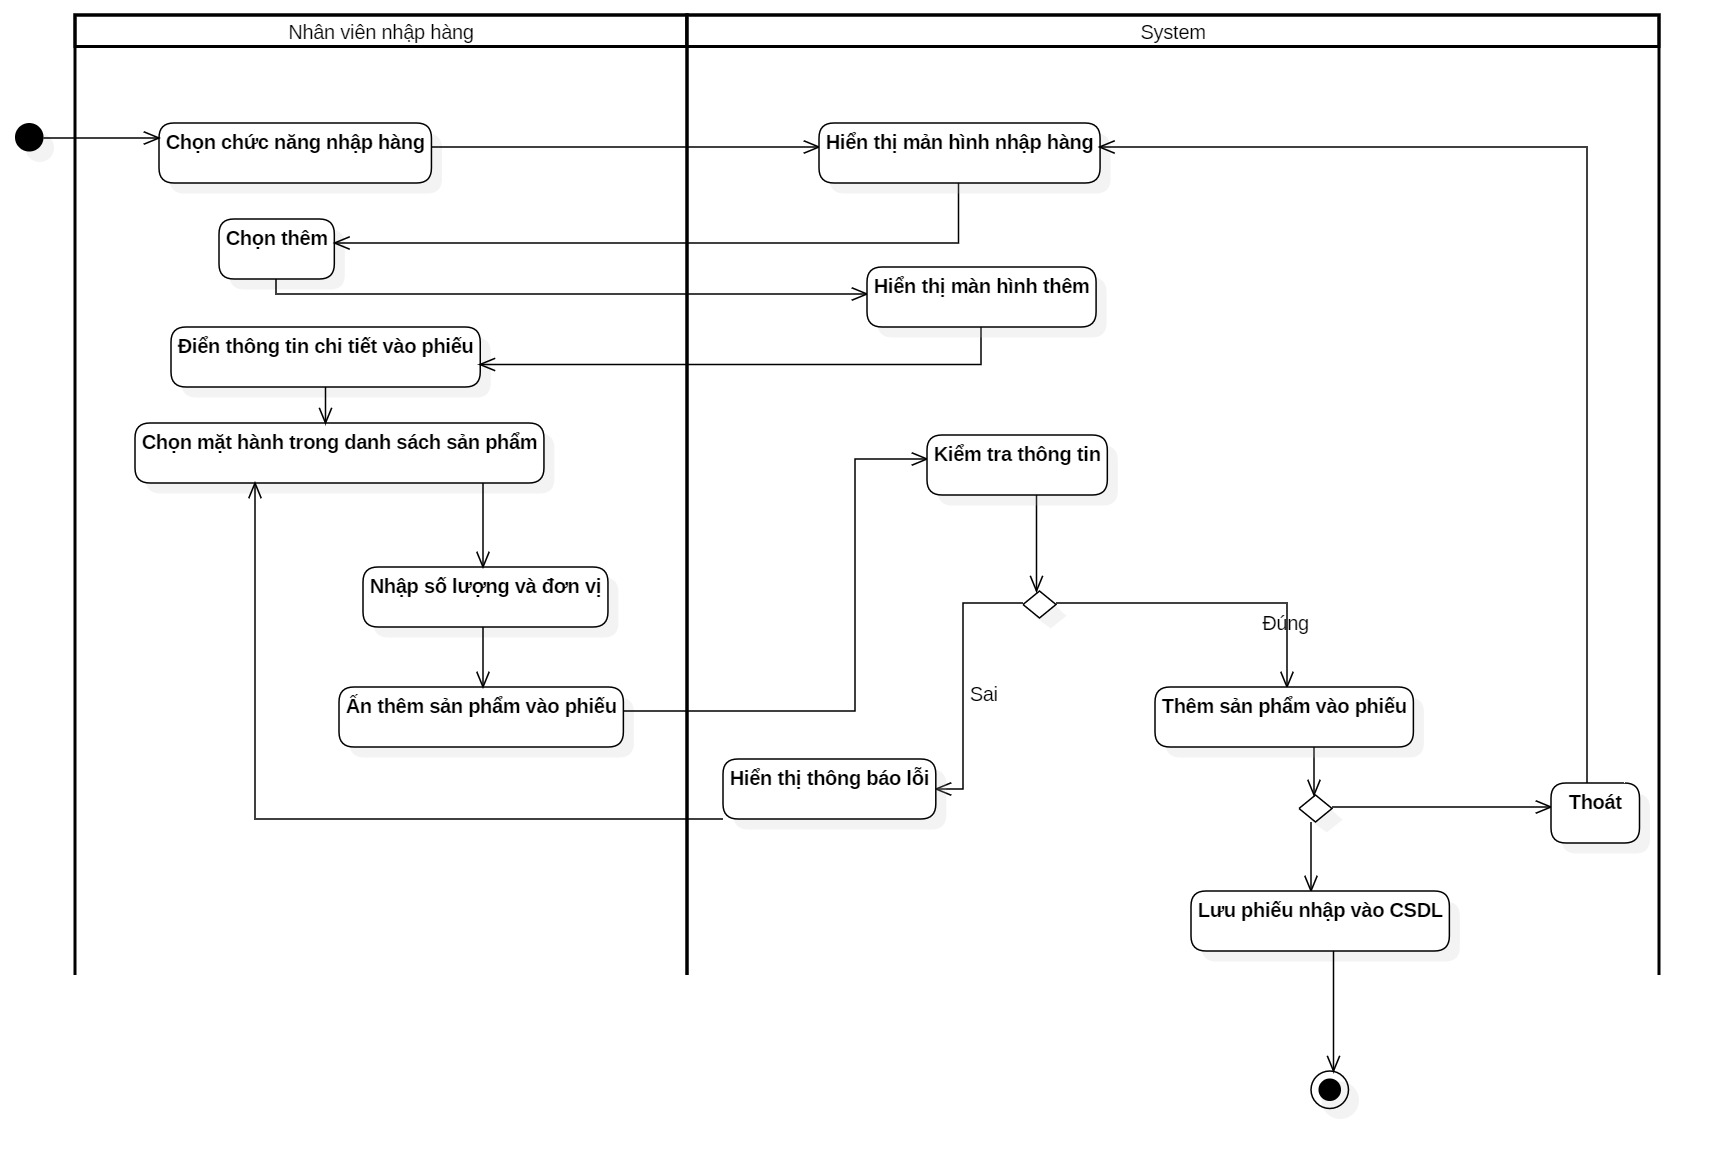 Nhân viên nhập hàng
System
Chọn chức năng nhập hàng
Hiển thị mản hình nhập hàng
Chọn thêm
Hiển thị màn hình thêm
Điển thông tin chi tiết vào phiếu
Chọn mặt hành trong danh sách sản phẩm
Kiểm tra thông tin
Nhập số lượng và đơn vị
Đúng
Sai
Ấn thêm sản phẩm vào phiếu
Thêm sản phẩm vào phiếu
Hiển thị thông báo lỗi
Thoát
Lưu phiếu nhập vào CSDL